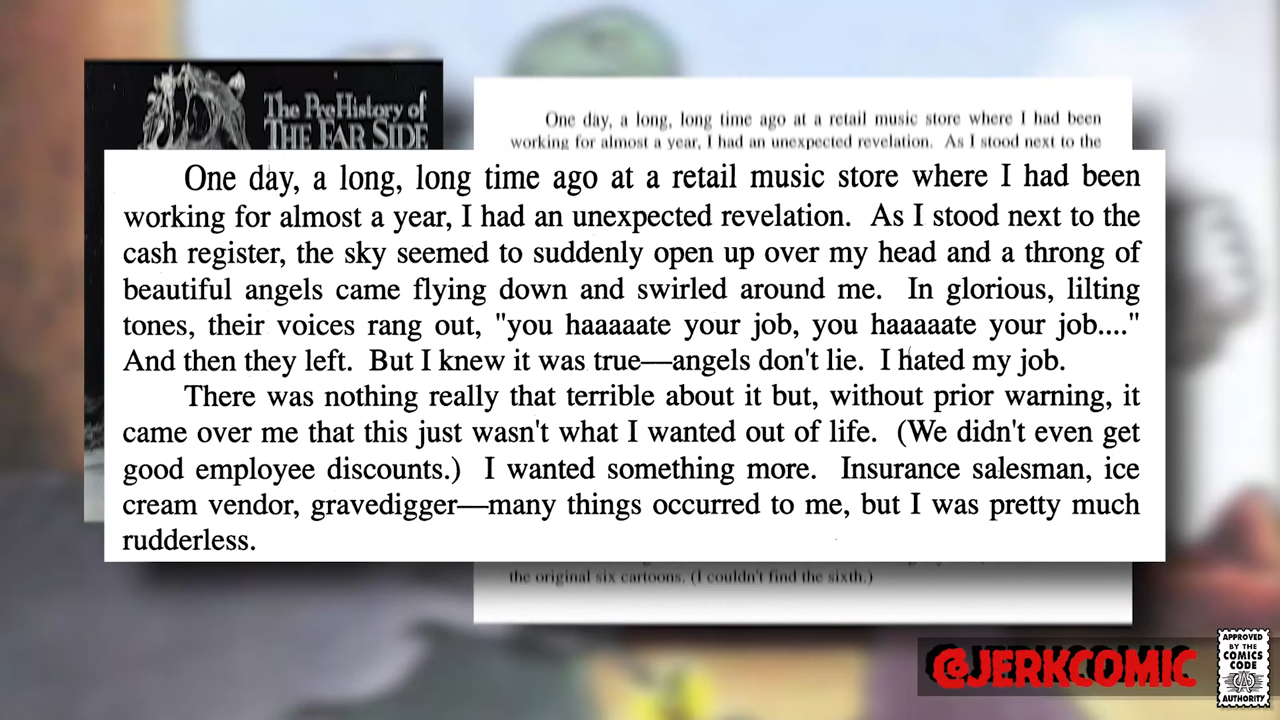 The PreHistory of
THE FAR SIDE
One day, a long, long time ago at a retail music store where I had been
working for almost a year, I had an unexpected revelation.  As I stood next to the
One day, a long, long time ago at a retail music store where I had been
working for almost a year, I had an unexpected revelation.  As I stood next to the
cash register, the sky seemed to suddenly open up over my head and a throng of
beautiful angels came flying down and swirled around me.  In glorious, lilting
tones, their voices rang out, "you haaaaate your job, you haaaaate your job...."
And then they left.  But I knew it was true—angels don't lie.  I hated my job.
There was nothing really that terrible about it but, without prior warning, it
came over me that this just wasn't what I wanted out of life.  (We didn't even get
good employee discounts.)  I wanted something more.  Insurance salesman, ice
cream vendor, gravedigger—many things occurred to me, but I was pretty much
rudderless.
the original six cartoons. (I couldn't find the sixth.)
@JERKCOMIC
APPROVED
BY THE
COMICS
CODE
AUTHORITY